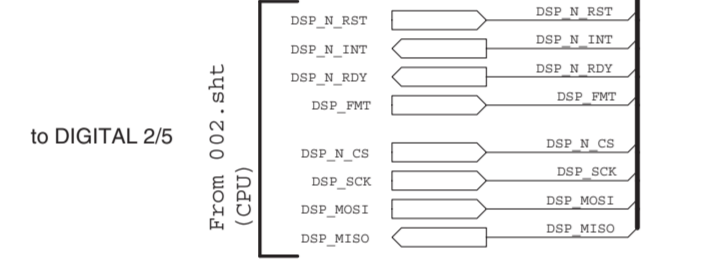 DSP_N_RST DSP_N_RST
DSP_N_INT DSP_N_INT
DSP_N_RDY DSP_N_RDY
DSP_FMT DSP_FMT
to DIGITAL 2/5
From 002.sht
(CPU)
DSP_N_CS DSP_N_CS
DSP_SCK DSP_SCK
DSP_MOSI DSP_MOSI
DSP_MISO DSP_MISO